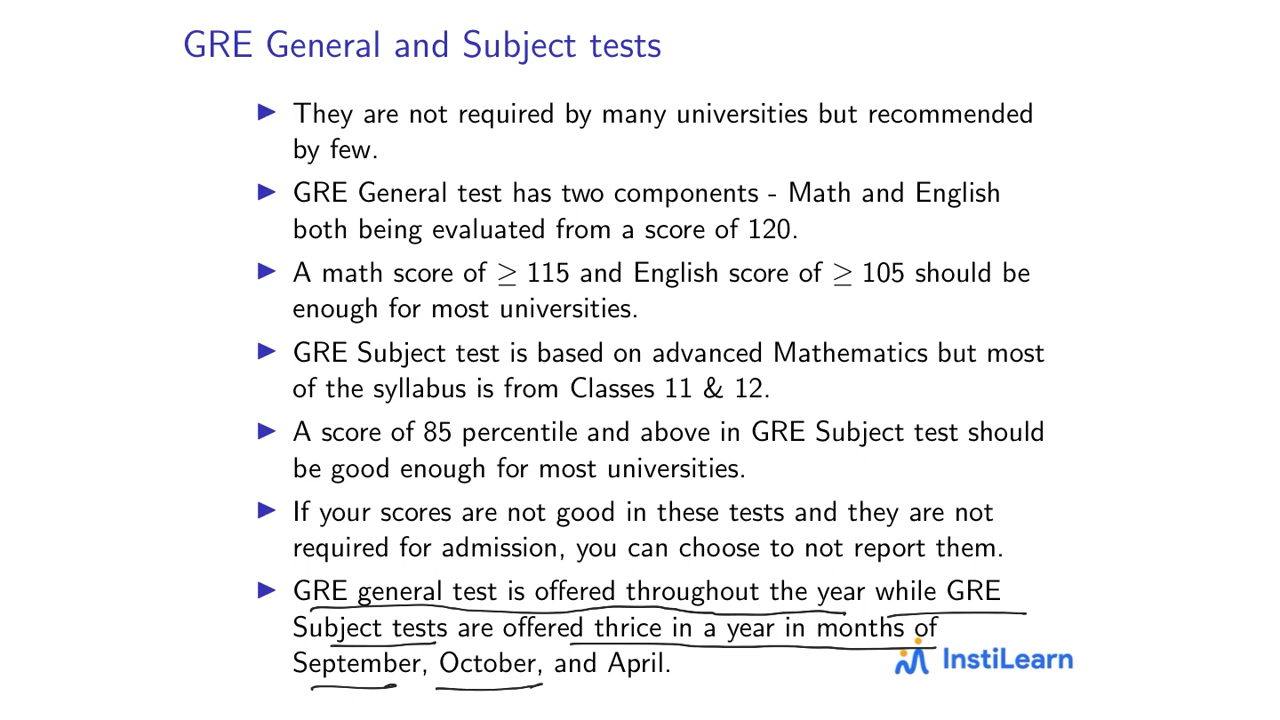 GRE General and Subject tests
▶ They are not required by many universities but recommended
by few.
▶ GRE General test has two components - Math and English
both being evaluated from a score of 120.
▶ A math score of ≥ 115 and English score of ≥ 105 should be
enough for most universities.
▶ GRE Subject test is based on advanced Mathematics but most
of the syllabus is from Classes 11 & 12.
▶ A score of 85 percentile and above in GRE Subject test should
be good enough for most universities.
▶ If your scores are not good in these tests and they are not
required for admission, you can choose to not report them.
▶ GRE general test is offered throughout the year while GRE
Subject tests are offered thrice in a year in months of
September, October, and April.
InstiLearn